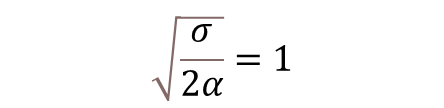 √(σ/2α) = 1